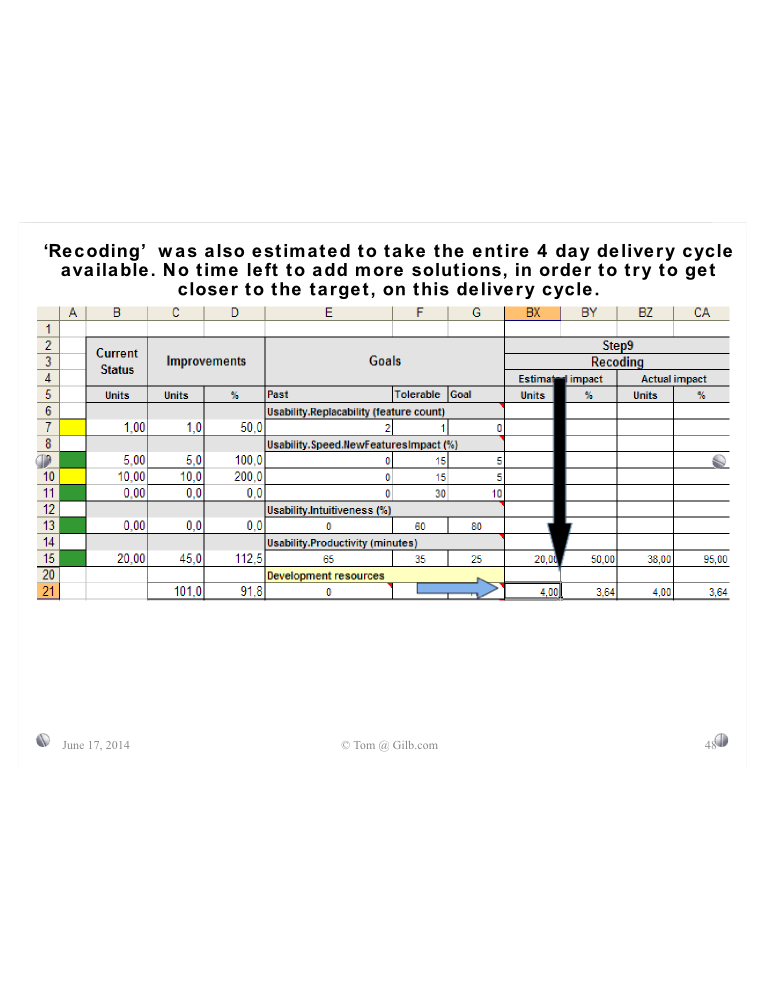 ‘Recoding’ was also estimated to take the entire 4 day delivery cycle
available. No time left to add more solutions, in order to try to get
closer to the target, on this delivery cycle.
A B C D E F G BX BY BZ CA
1
2 Step9
3 Current Status Improvements Goals Recoding
4 Estimated impact Actual impact
5 Units Units % Past Tolerable Goal Units % Units %
6 Usability.Replacability (feature count)
7 1,00 1,0 50,0 2 1 0
8 Usability.Speed.NewFeaturesImpact (%)
5,00 5,0 100,0 0 15 5
10 10,00 10,0 200,0 0 15 5
11 0,00 0,0 0,0 0 30 10
12 Usability.Intuitiveness (%)
13 0,00 0,0 0,0 0 60 80
14 Usability.Productivity (minutes)
15 20,00 45,0 112,5 65 35 25 20,00 50,00 38,00 95,00
20 Development resources
21 101,0 91,8 0 4,00 3,64 4,00 3,64
June 17, 2014 © Tom @ Gilb.com 48